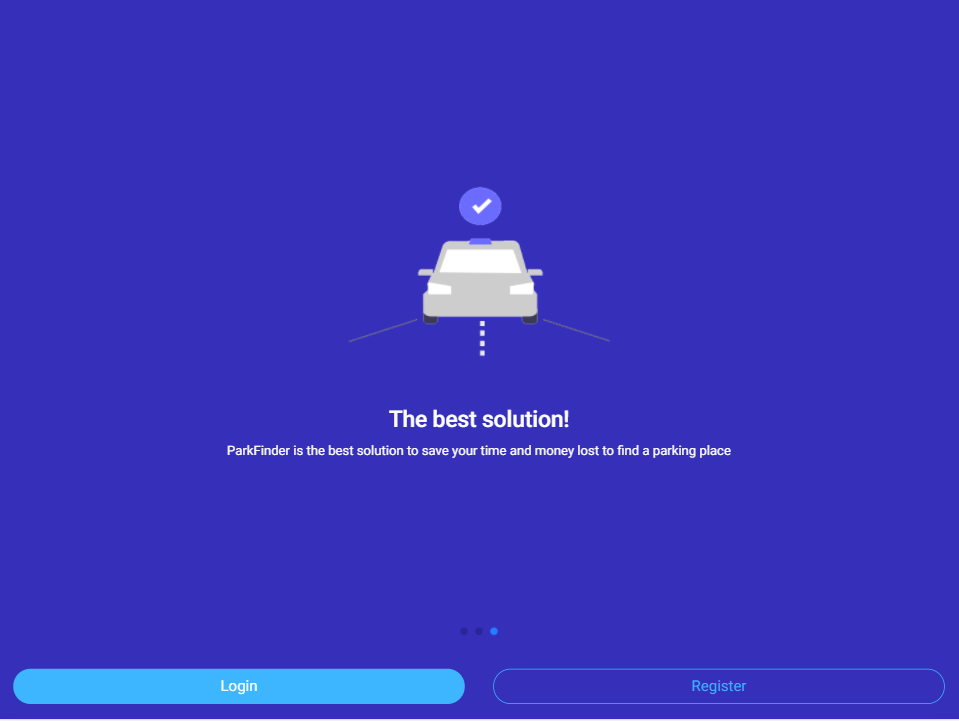 The best solution!
ParkFinder is the best solution to save your time and money lost to find a parking place
Login
Register